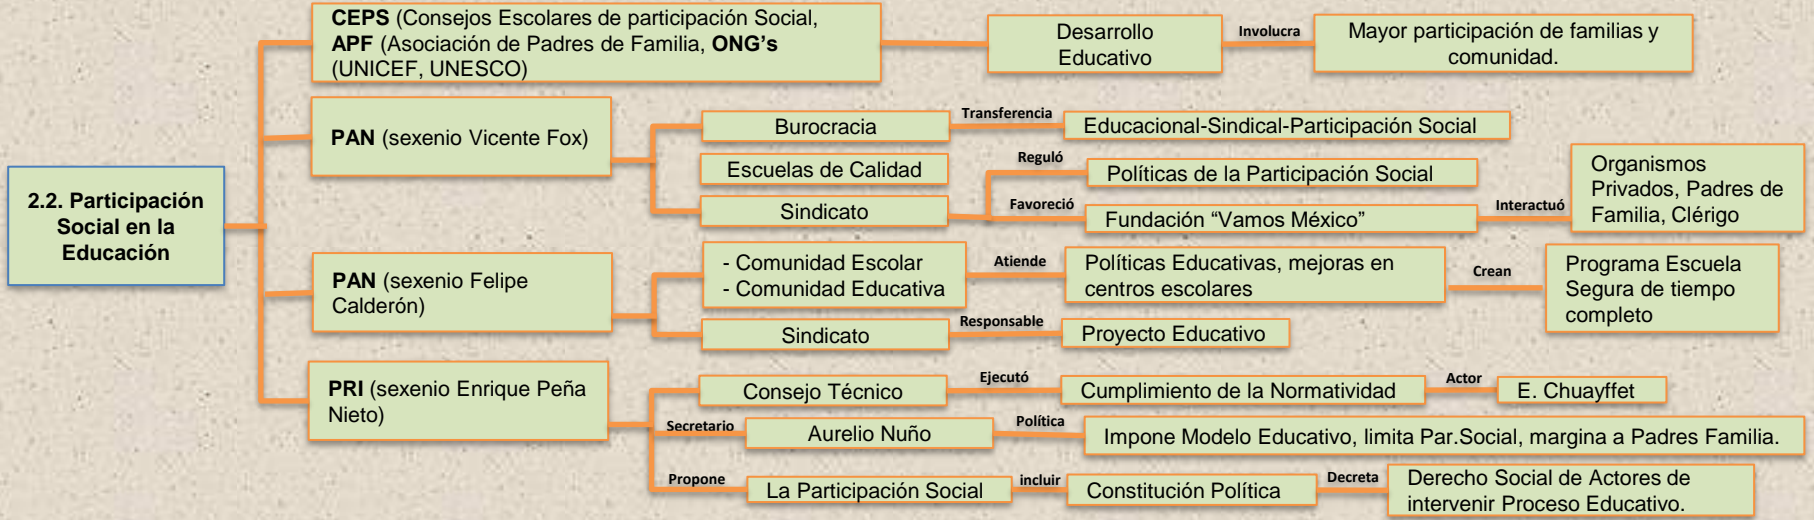 2.2. Participación
Social en la
Educación
CEPS (Consejos Escolares de participación Social,
APF (Asociación de Padres de Familia, ONG's
(UNICEF, UNESCO)
Desarrollo
Educativo
Involucra
Mayor participación de familias y
comunidad.
PAN (sexenio Vicente Fox)
Burocracia
Transferencia
Educacional-Sindical-Participación Social
Escuelas de Calidad
Sindicato
Reguló
Políticas de la Participación Social
Favoreció
Fundación “Vamos México”
Interactuó
Organismos
Privados, Padres de
Familia, Clérigo
PAN (sexenio Felipe
Calderón)
- Comunidad Escolar
- Comunidad Educativa
Atiende
Políticas Educativas, mejoras en
centros escolares
Crean
Programa Escuela
Segura de tiempo
completo
Sindicato
Responsable
Proyecto Educativo
PRI (sexenio Enrique Peña
Nieto)
Consejo Técnico
Ejecutó
Cumplimiento de la Normatividad
Actor
E. Chuayffet
Secretario
Aurelio Nuño
Política
Impone Modelo Educativo, limita Par.Social, margina a Padres Familia.
Propone
La Participación Social
incluir
Constitución Política
Decreta
Derecho Social de Actores de
intervenir Proceso Educativo.